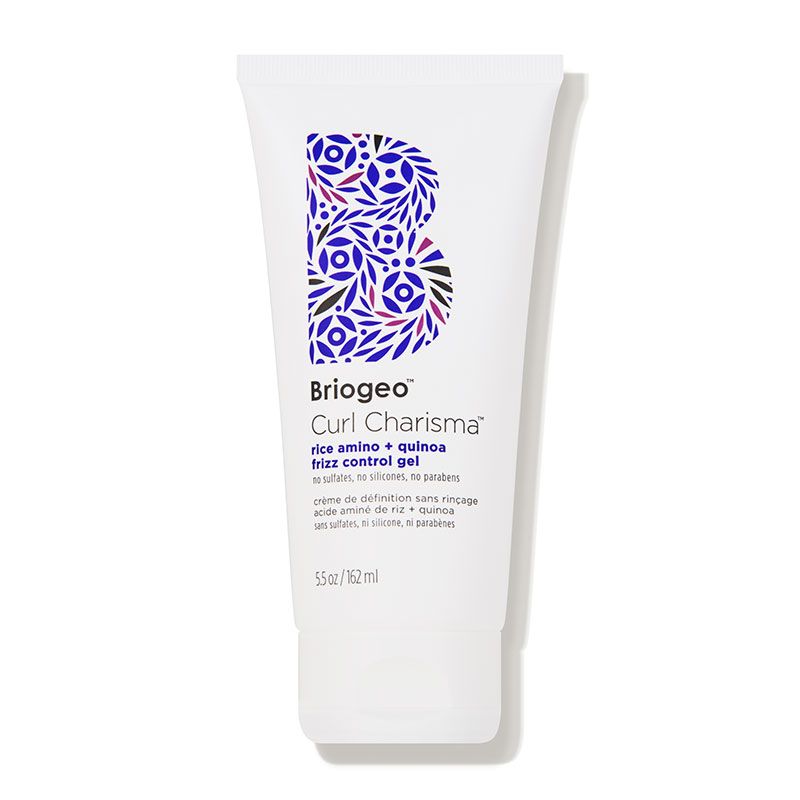 Briogeo™
Curl Charisma™
rice amino + quinoa
frizz control gel
no sulfates, no silicones, no parabens
crème de définition sans rinçage
acide aminé de riz + quinoa
sans sulfates, ni silicone, ni parabènes
5.5 oz / 162 ml